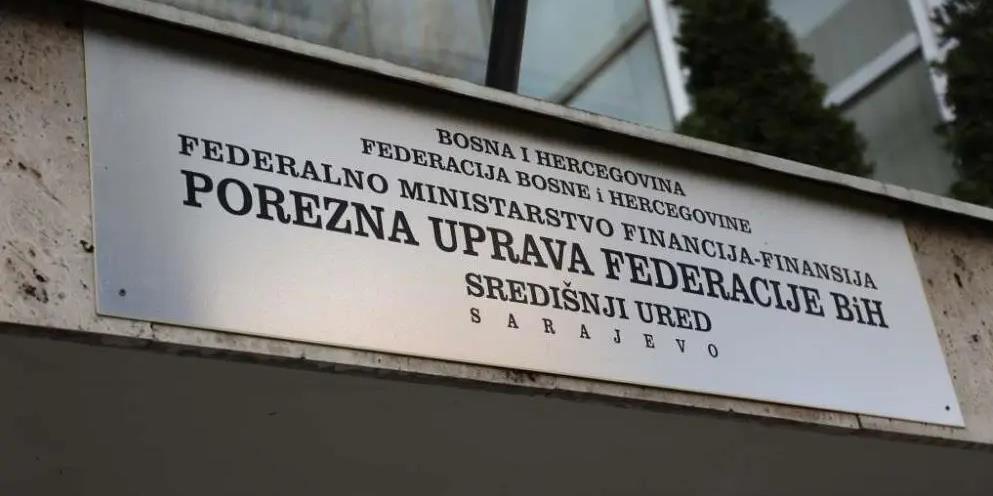 BOSNA I HERCEGOVINA
FEDERACIJA BOSNE i HERCEGOVINE
FEDERALNO MINISTARSTVO FINANCIJA-FINANSIJA
POREZNA UPRAVA FEDERACIJE BiH
SREDIŠNJI URED
SARAJEVO